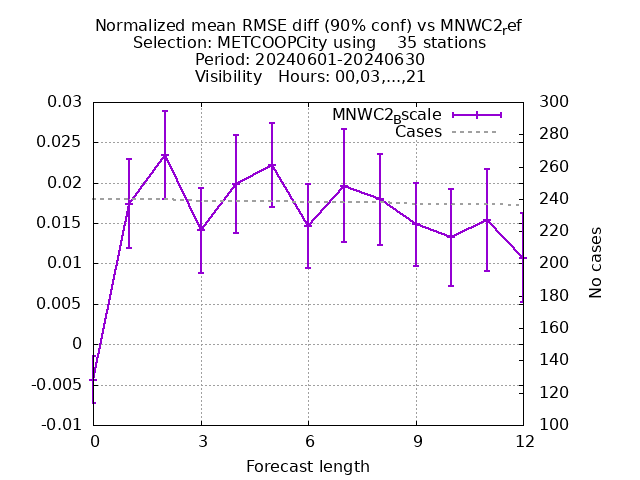 Normalized mean RMSE diff (90% conf) vs MNWC2ref
Selection: METCOOPCity using 35 stations
Period: 20240601-20240630
Visibility Hours: 00,03,...,21
MNWC2Bscale
Cases
0.03
0.025
0.02
0.015
0.01
0.005
0
-0.005
-0.01
300
280
260
240
220
200
180
160
140
120
100
No cases
0 3 6 9 12
Forecast length